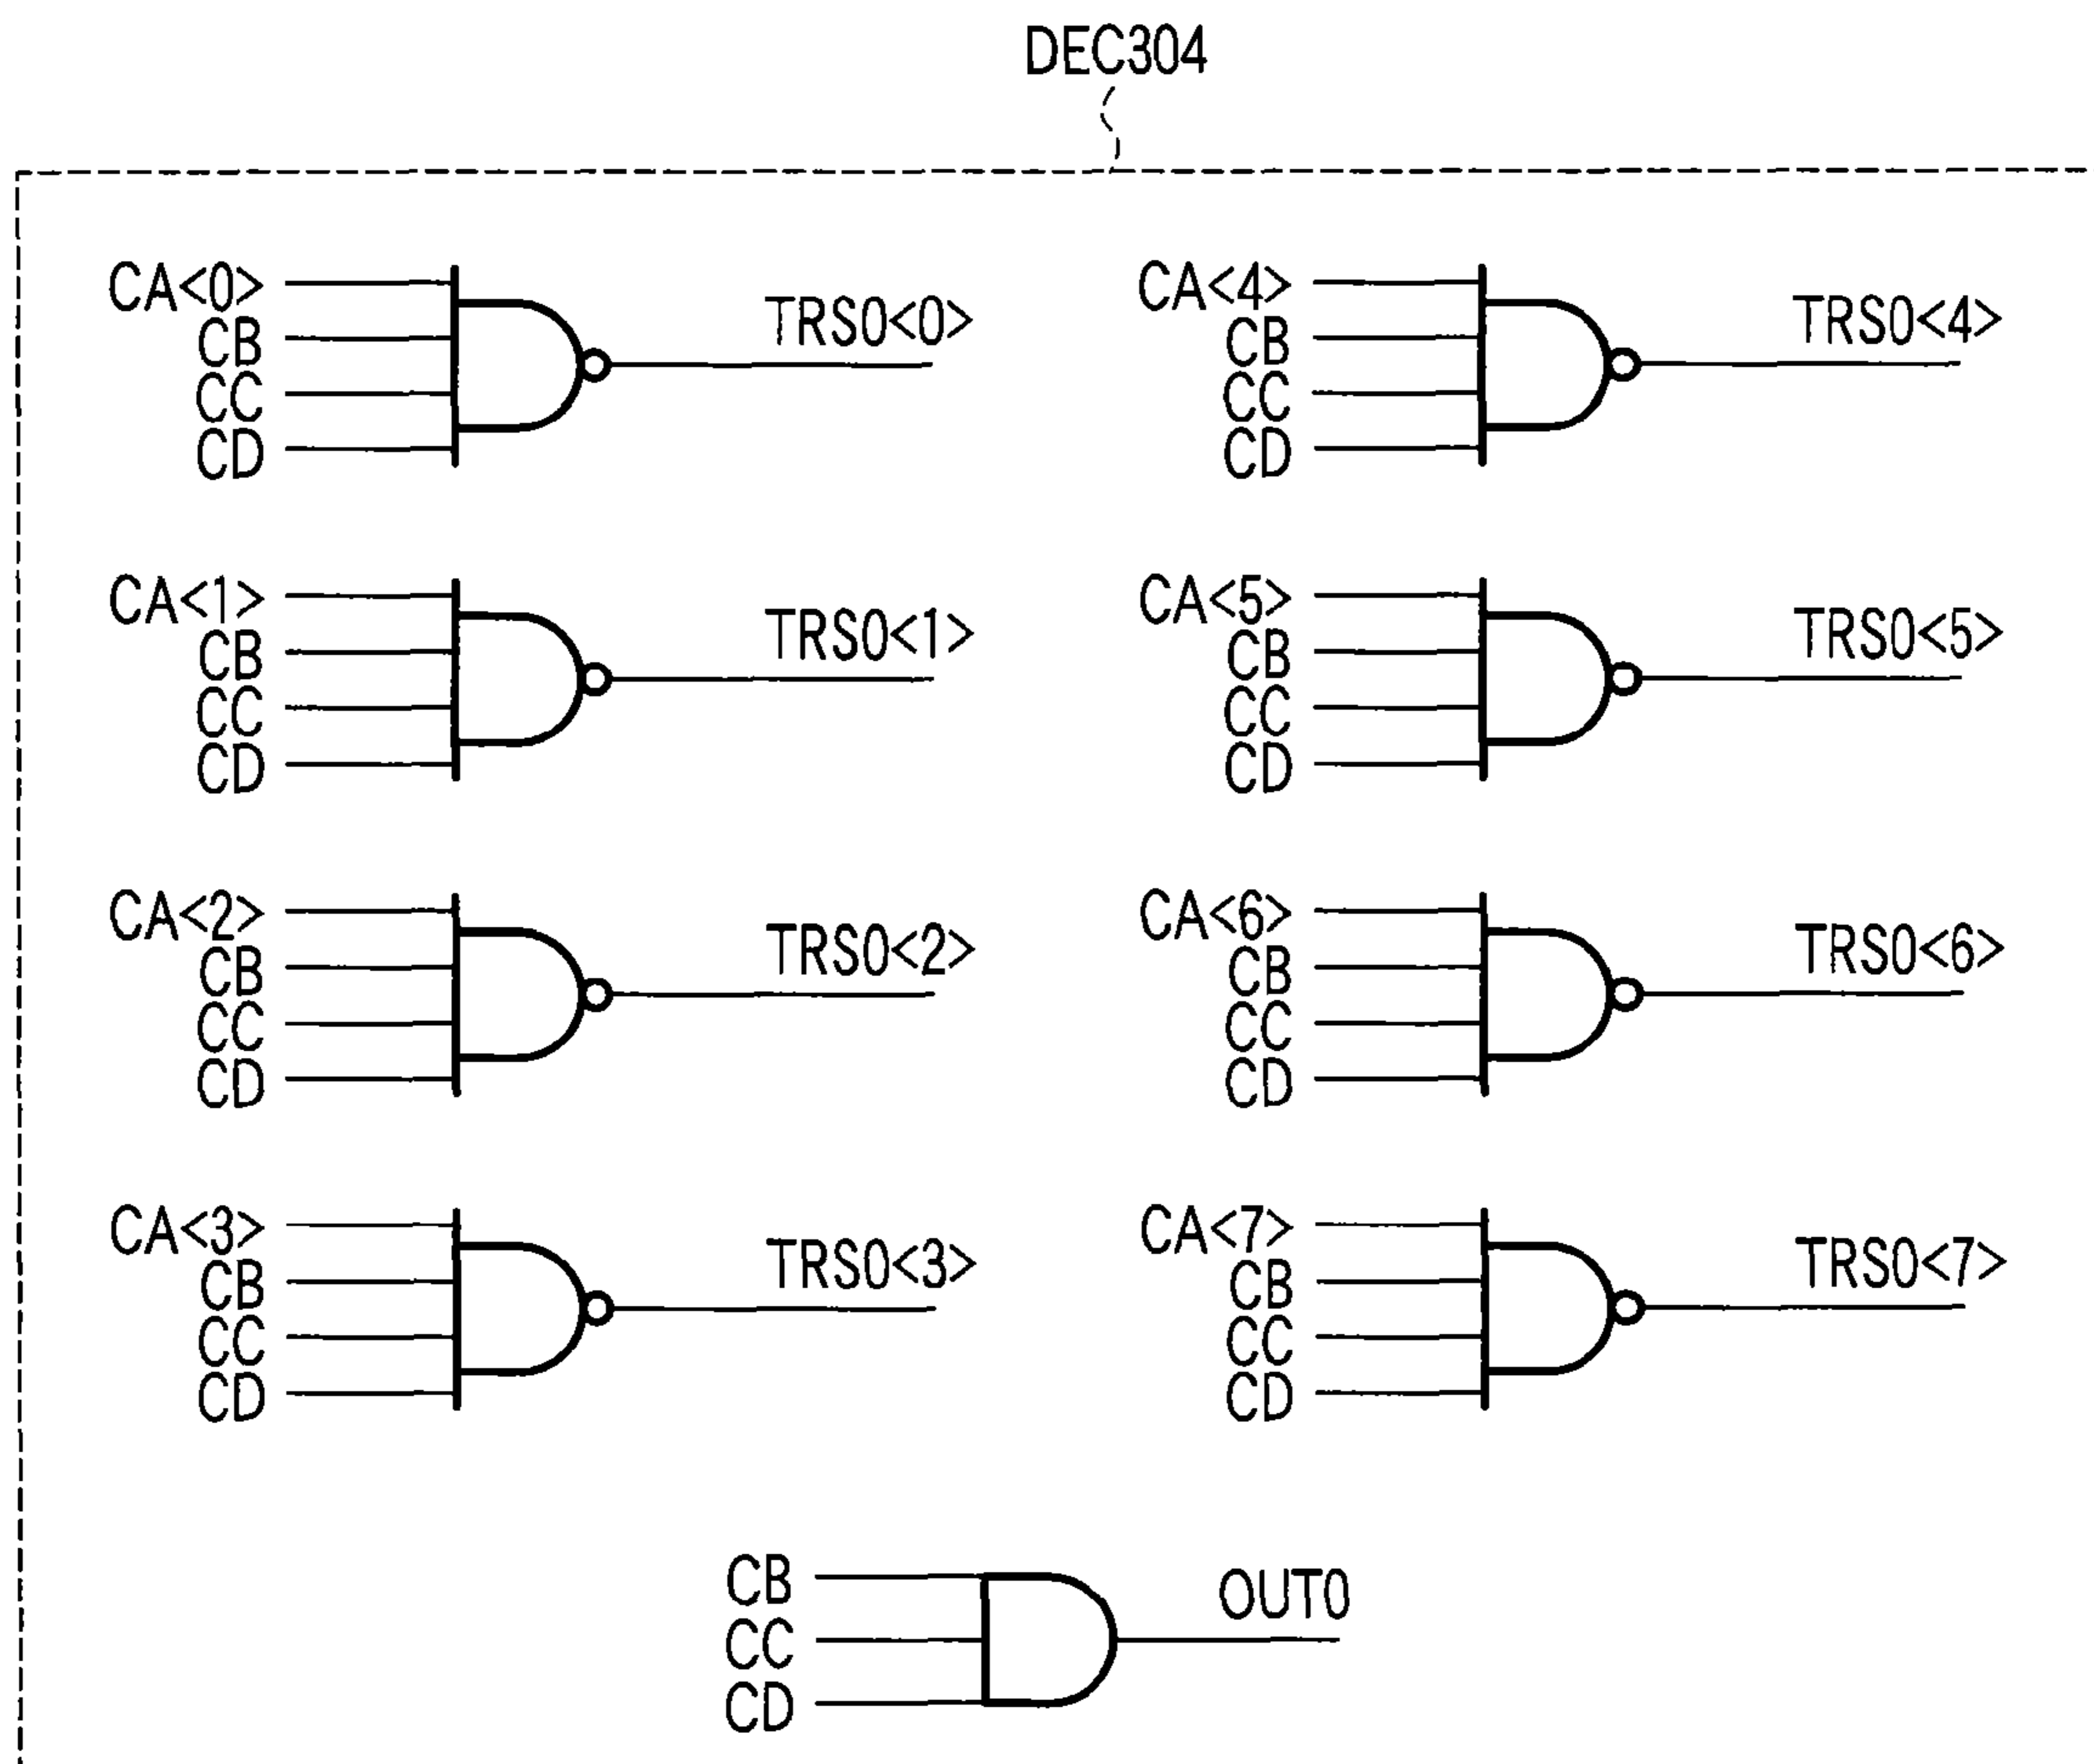 DEC304
CA<0>
CB
CC
CD
TRS0<0>
CA<4>
CB
CC
CD
TRS0<4>
CA<1>
CB
CC
CD
TRS0<1>
CA<5>
CB
CC
CD
TRS0<5>
CA<2>
CB
CC
CD
TRS0<2>
CA<6>
CB
CC
CD
TRS0<6>
CA<3>
CB
CC
CD
TRS0<3>
CA<7>
CB
CC
CD
TRS0<7>
CB
CC
CD
OUT0